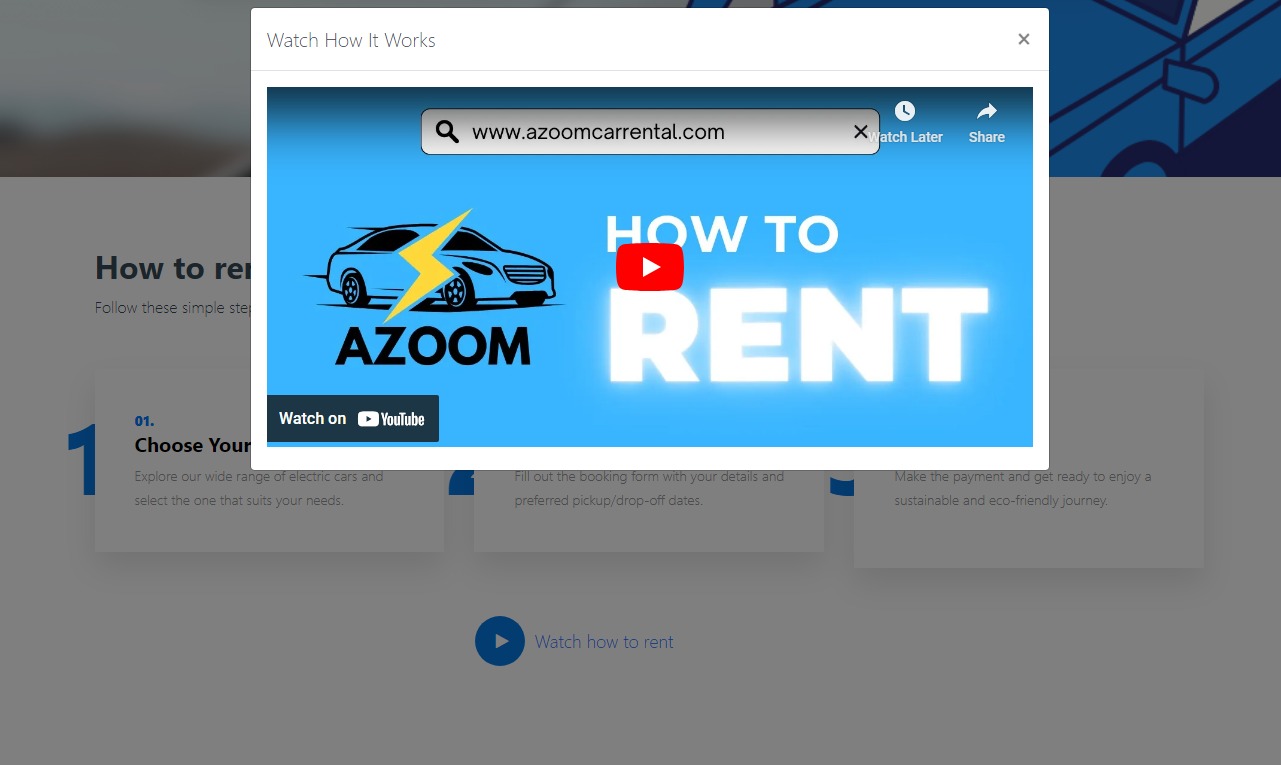 Watch How It Works
×
www.azoomcarrental.com
Watch Later
Share
HOW TO
RENT
AZOOM
Watch on YouTube
How to rer
Follow these simple step
1
01.
Choose Your
Explore our wide range of electric cars and
select the one that suits your needs.
2
Fill out the booking form with your details and
preferred pickup/drop-off dates.
Make the payment and get ready to enjoy a
sustainable and eco-friendly journey.
Watch how to rent